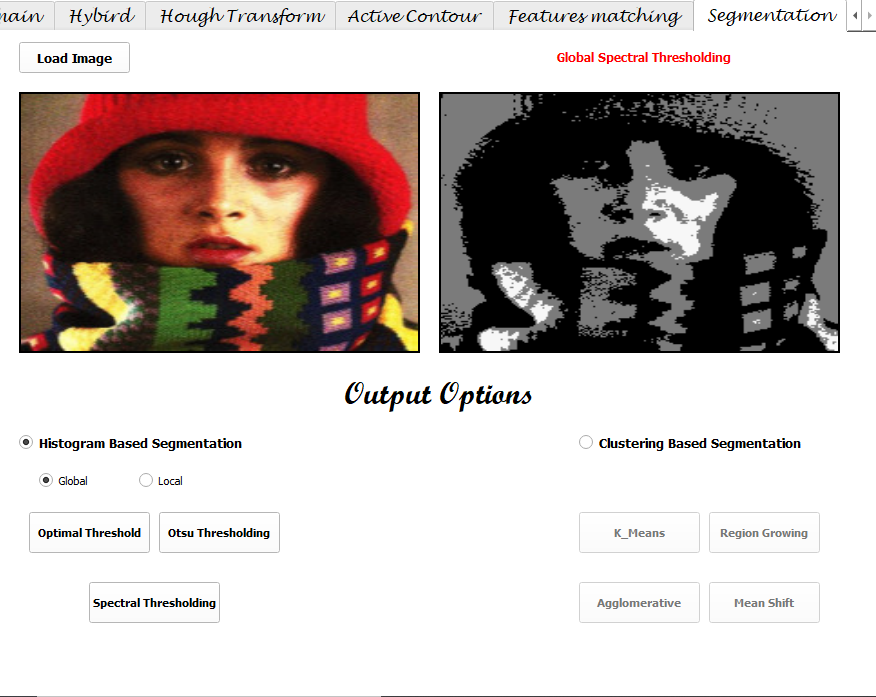 main Hybird Hough Transform Active Contour Features matching Segmentation
Load Image
Global Spectral Thresholding
Output Options
Histogram Based Segmentation
Clustering Based Segmentation
Global Local
Optimal Threshold Otsu Thresholding
K_Means Region Growing
Spectral Thresholding
Agglomerative Mean Shift